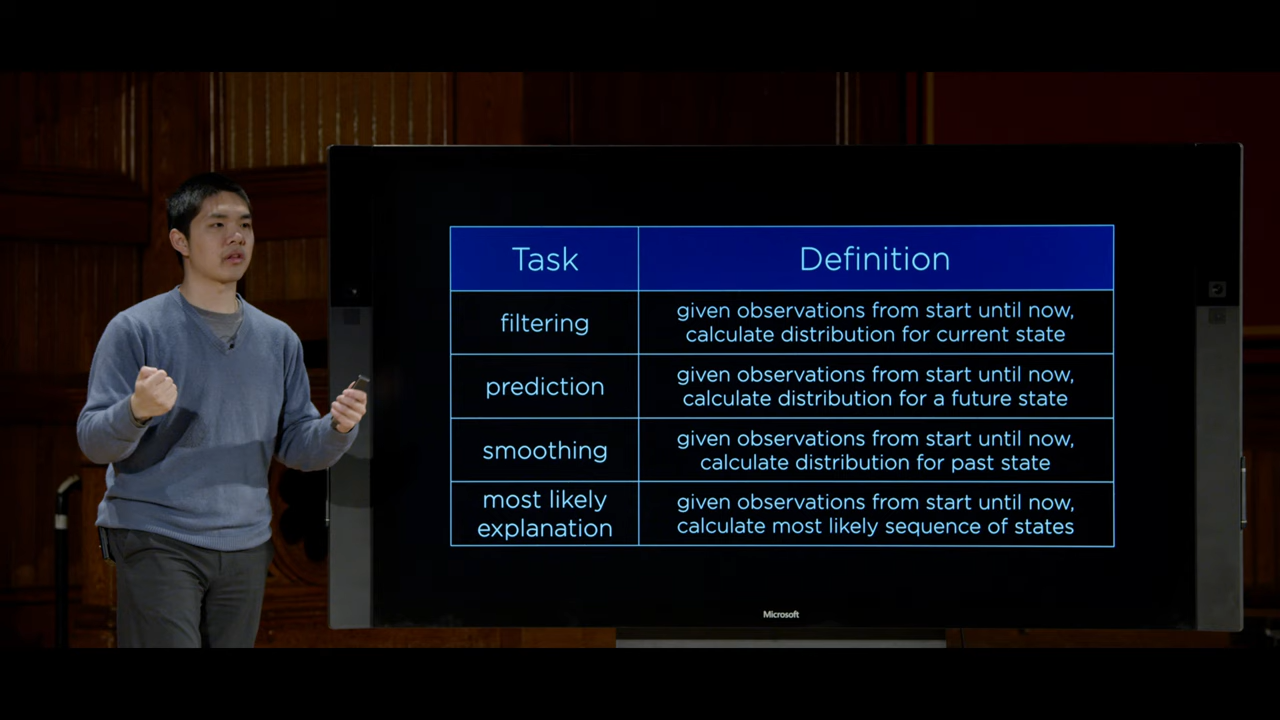 Task
Definition
filtering
given observations from start until now,
calculate distribution for current state
prediction
given observations from start until now,
calculate distribution for a future state
smoothing
given observations from start until now,
calculate distribution for past state
most likely
explanation
given observations from start until now,
calculate most likely sequence of states
Microsoft